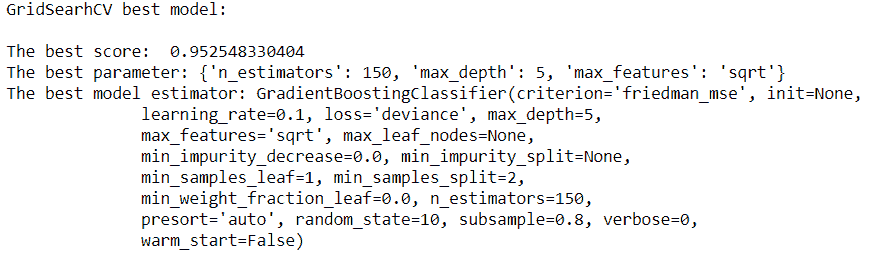 GridSearhCV best model:
The best score:  0.952548330404
The best parameter: {'n_estimators': 150, 'max_depth': 5, 'max_features': 'sqrt'}
The best model estimator: GradientBoostingClassifier(criterion='friedman_mse', init=None,
learning_rate=0.1, loss='deviance', max_depth=5,
max_features='sqrt', max_leaf_nodes=None,
min_impurity_decrease=0.0, min_impurity_split=None,
min_samples_leaf=1, min_samples_split=2,
min_weight_fraction_leaf=0.0, n_estimators=150,
presort='auto', random_state=10, subsample=0.8, verbose=0,
warm_start=False)